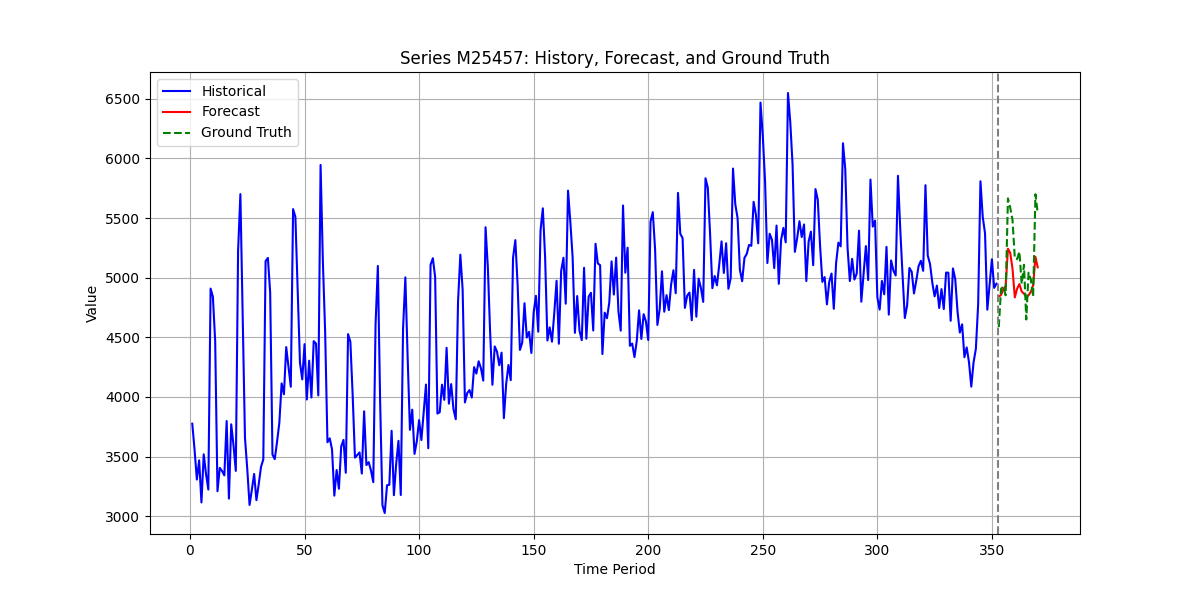 Series M25457: History, Forecast, and Ground Truth
Historical
Forecast
Ground Truth
6500
6000
5500
5000
4500
4000
3500
3000
Value
0 50 100 150 200 250 300 350
Time Period